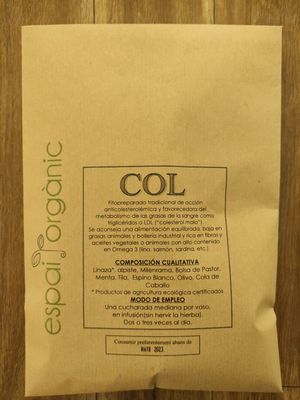 espai orgànic
COL
Fitopreparado tradicional de acción
anticolesterolémica y favorecedora del
metabolismo de las grasas de la sangre como
triglicéridos o LDL ("colesterol malo").
Se aconseja una alimentación equilibrada, baja en
grasas animales y bollería industrial y rica en fibras y
aceites vegetales o animales con alto contenido
en Omega 3 (lino, salmón, sardina, etc.)
COMPOSICIÓN CUALITATIVA
Linaza*, alpiste, Milenrama, Bolsa de Pastor,
Menta, Tila, Espino Blanco, Olivo, Cola de
Caballo
* Productos de agricultura ecológica certificados
MODO DE EMPLEO
Una cucharada mediana por vaso,
en infusión(sin hervir la hierba).
Dos a tres veces al día.
Consumir preferentemente abans de
MAYO 2023